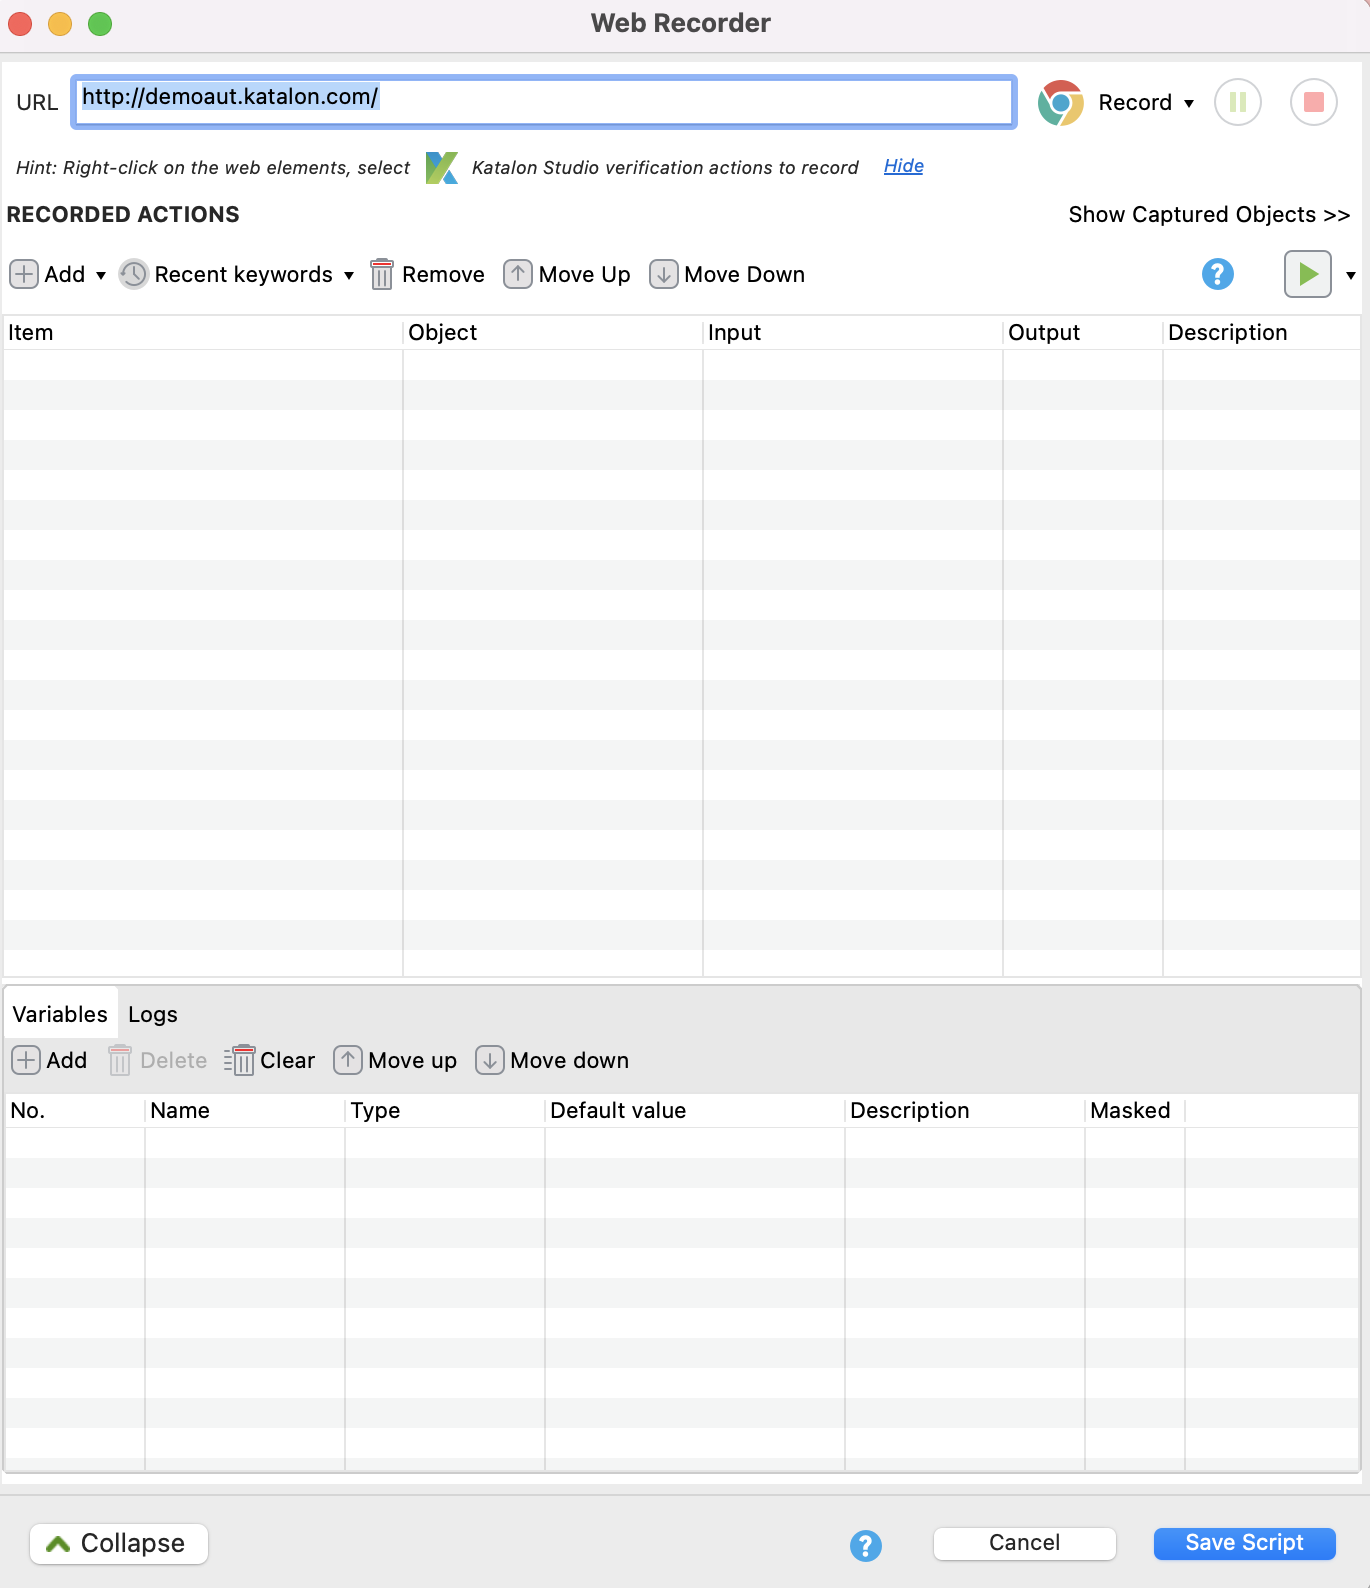 Web Recorder
URL http://demoaut.katalon.com/ Record
Hint: Right-click on the web elements, select Katalon Studio verification actions to record Hide
RECORDED ACTIONS Show Captured Objects >>
Add Recent keywords Remove Move Up Move Down ?
Item Object Input Output Description
Variables Logs
Add Delete Clear Move up Move down
No. Name Type Default value Description Masked
Collapse ? Cancel Save Script